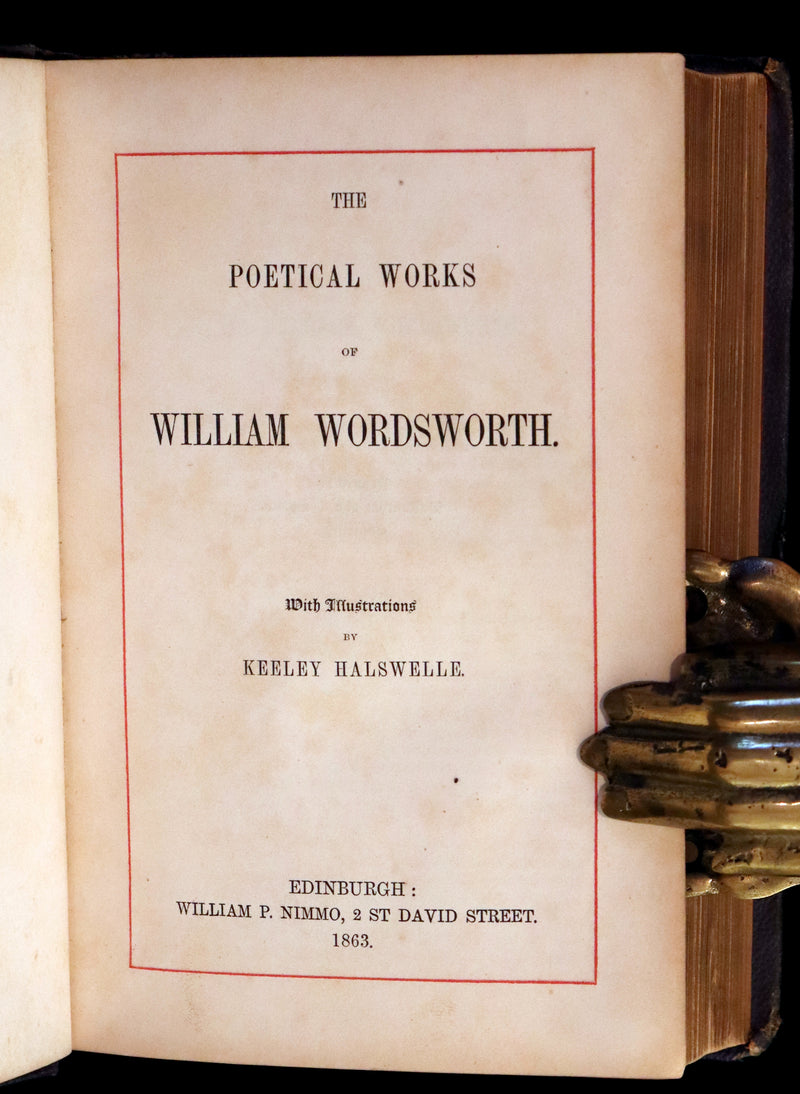 THE
POETICAL WORKS
OF
WILLIAM WORDSWORTH.
With Illustrations
BY
KEELEY HALSWELLE.
EDINBURGH:
WILLIAM P. NIMMO, 2 ST DAVID STREET.
1863.